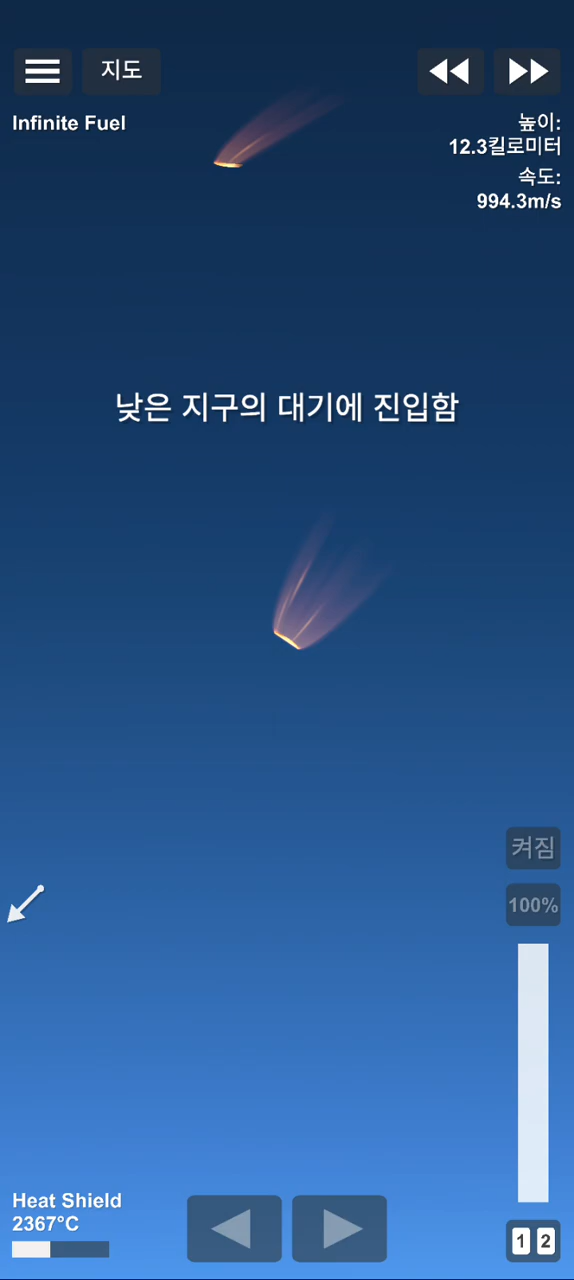 지도
Infinite Fuel
높이:
12.3킬로미터
속도:
994.3m/s
낮은 지구의 대기에 진입함
켜짐
100%
Heat Shield
2367°C
1 2